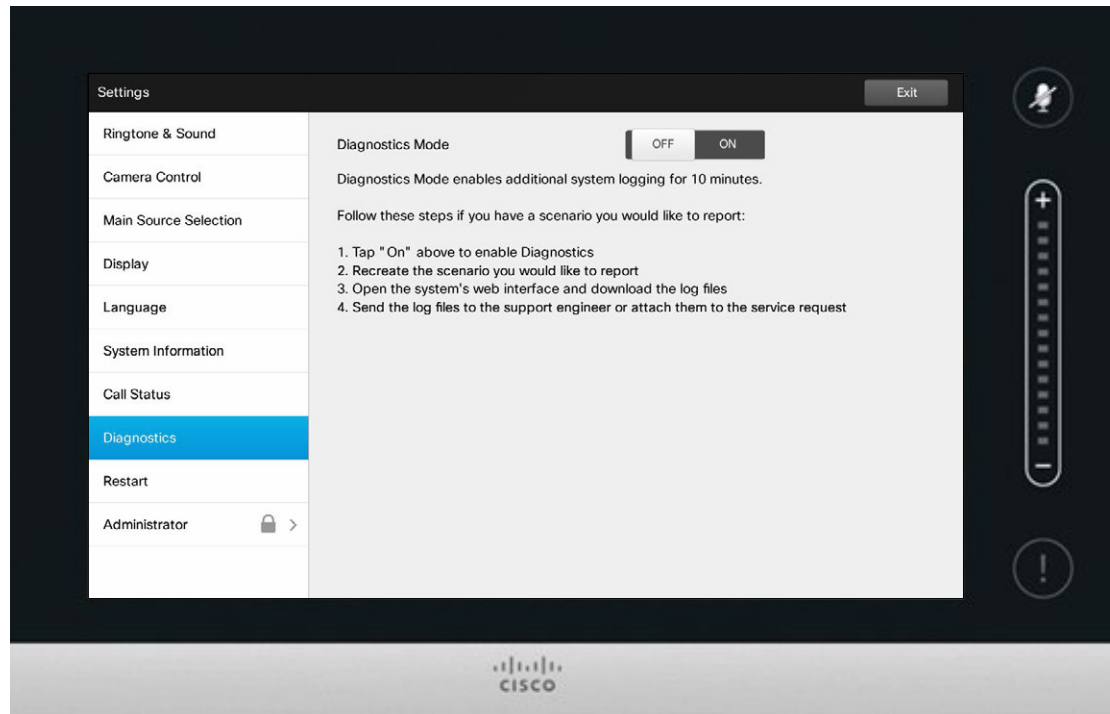 Settings
Exit
Ringtone & Sound
Camera Control
Main Source Selection
Display
Language
System Information
Call Status
Diagnostics
Restart
Administrator
Diagnostics Mode
OFF
ON
Diagnostics Mode enables additional system logging for 10 minutes.
Follow these steps if you have a scenario you would like to report:
1. Tap "On" above to enable Diagnostics
2. Recreate the scenario you would like to report
3. Open the system's web interface and download the log files
4. Send the log files to the support engineer or attach them to the service request
+
−
!
CISCO